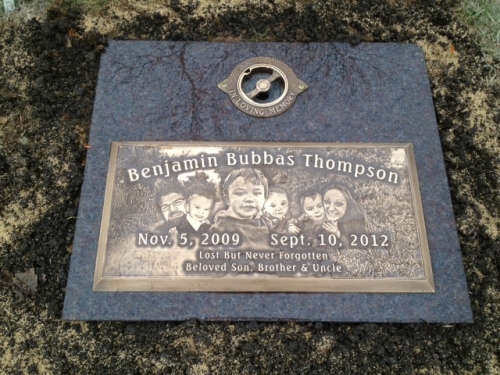 IN LOVING MEMORY
Benjamin Bubbas Thompson
Nov. 5, 2009 Sept. 10, 2012
Lost But Never Forgotten
Beloved Son, Brother & Uncle